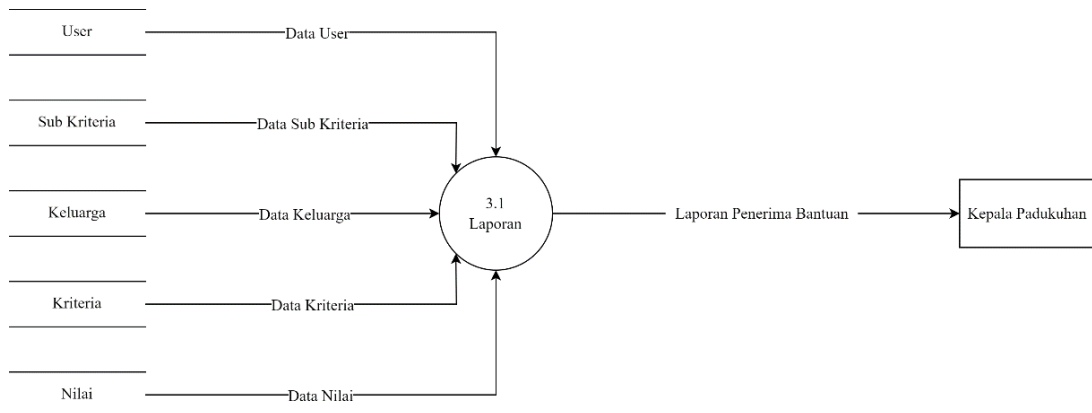 User
Data User
Sub Kriteria
Data Sub Kriteria
Keluarga
Data Keluarga
3.1
Laporan
Laporan Penerima Bantuan
Kepala Padukuhan
Kriteria
Data Kriteria
Nilai
Data Nilai